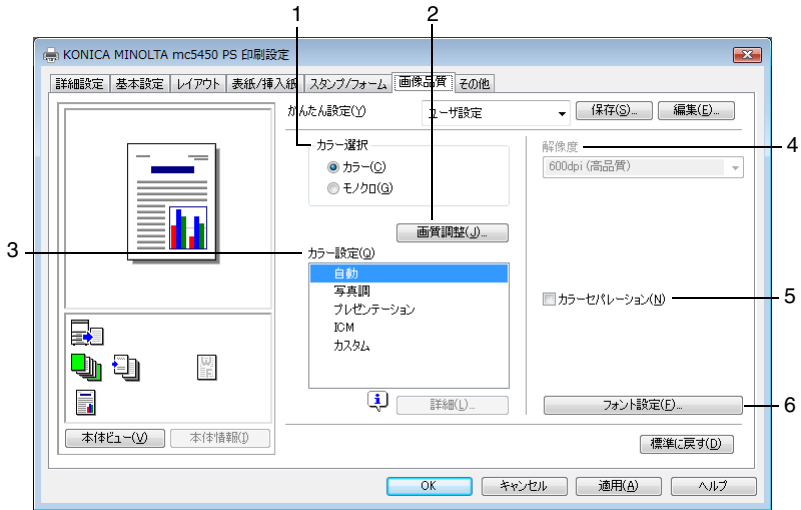 1
2
KONICA MINOLTA mc5450 PS 印刷設定
詳細設定 基本設定 レイアウト 表紙/挿入紙 スタンプ/フォーム 画像品質 その他
かんたん設定(Y) ユーザ設定 保存(S)... 編集(E)...
カラー選択
カラー(C)
モノクロ(G)
解像度
4
600dpi (高品質)
画質調整(J)...
3
カラー設定(Q)
自動
写真調
プレゼンテーション
ICM
カスタム
カラーセパレーション(N)
5
詳細(L)...
フォント設定(F)...
6
本体ビュー(V) 本体情報(I)
標準に戻す(D)
OK キャンセル 適用(A) ヘルプ